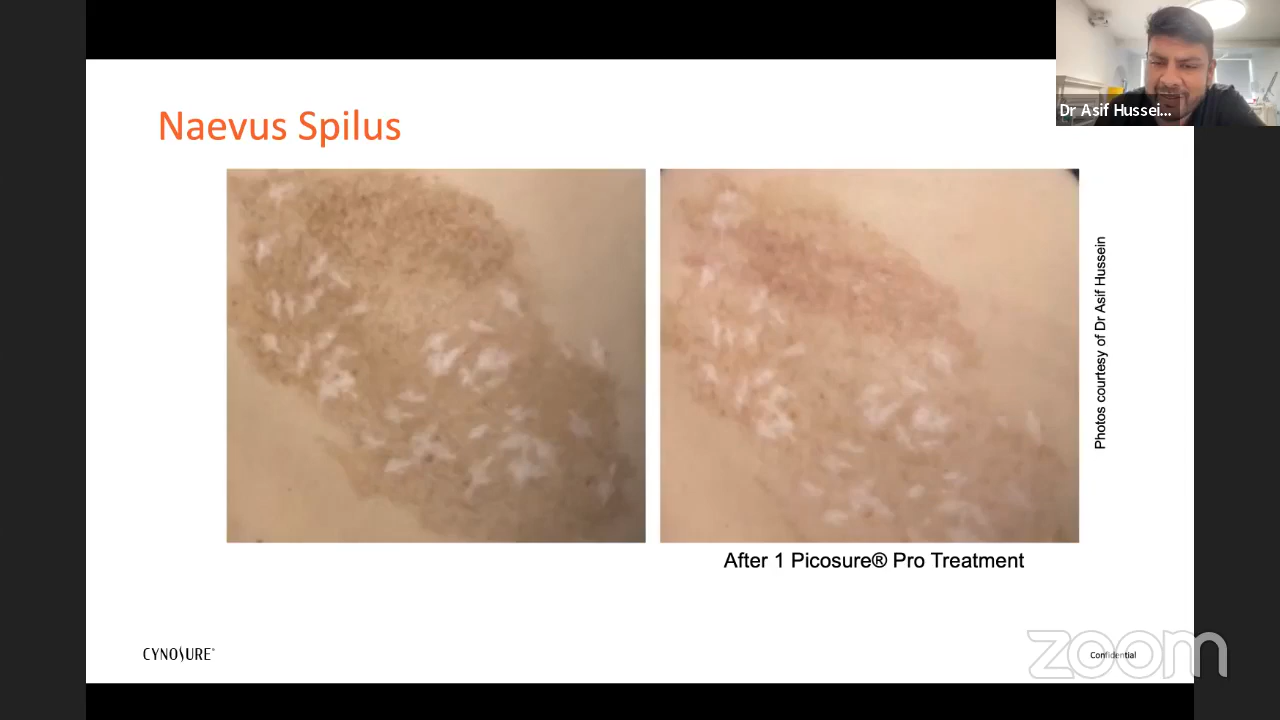 Dr Asif Hussei...
Naevus Spilus
Photos courtesy of Dr Asif Hussein
After 1 Picosure® Pro Treatment
CYNOSURE®
Confidential
zoom